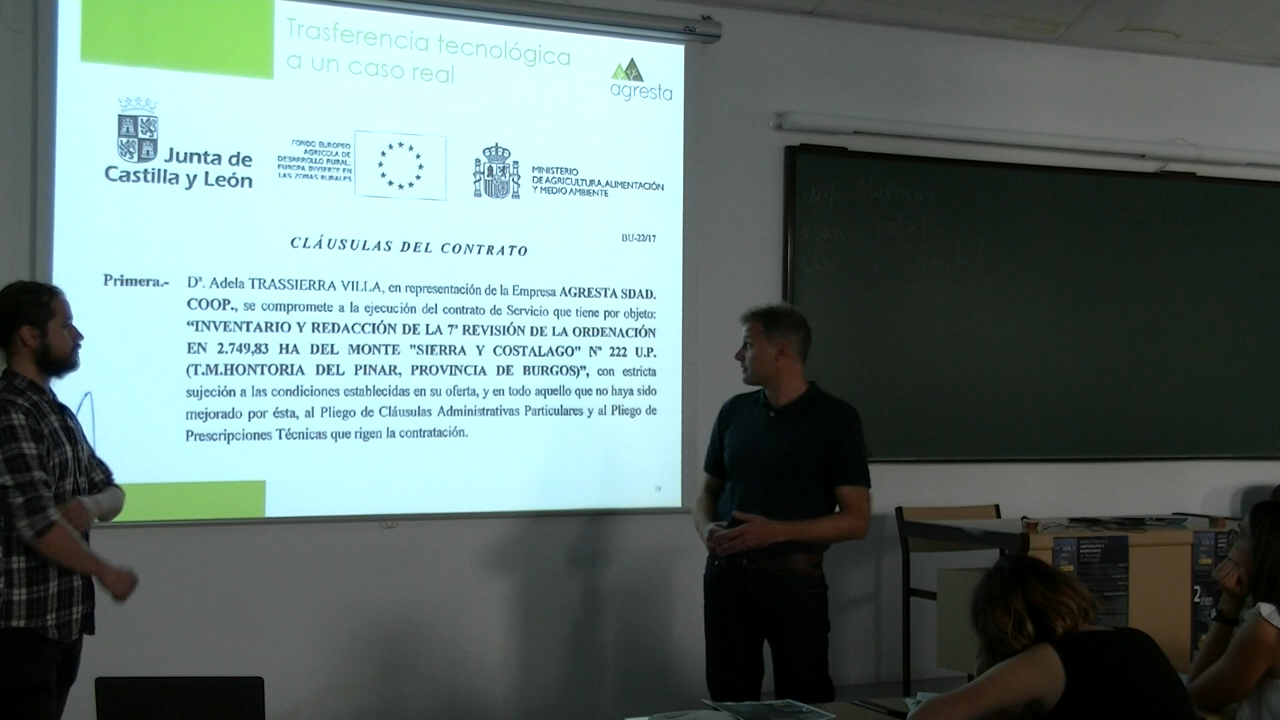 Trasferencia tecnológica
a un caso real
agresta
Junta de
Castilla y León
FONDO EUROPEO
AGRÍCOLA DE
DESARROLLO RURAL:
EUROPA INVIERTE EN
LAS ZONAS RURALES
MINISTERIO
DE AGRICULTURA, ALIMENTACIÓN
Y MEDIO AMBIENTE
BU-22/17
CLÁUSULAS DEL CONTRATO
Primera.- Dª. Adela TRASSIERRA VILLA, en representación de la Empresa AGRESTA SDAD.
COOP., se compromete a la ejecución del contrato de Servicio que tiene por objeto:
“INVENTARIO Y REDACCIÓN DE LA 7ª REVISIÓN DE LA ORDENACIÓN
EN 2.749,83 HA DEL MONTE "SIERRA Y COSTALAGO" Nº 222 U.P.
(T.M.HONTORIA DEL PINAR, PROVINCIA DE BURGOS)”, con estricta
sujeción a las condiciones establecidas en su oferta, y en todo aquello que no haya sido
mejorado por ésta, al Pliego de Cláusulas Administrativas Particulares y al Pliego de
Prescripciones Técnicas que rigen la contratación.
19
2